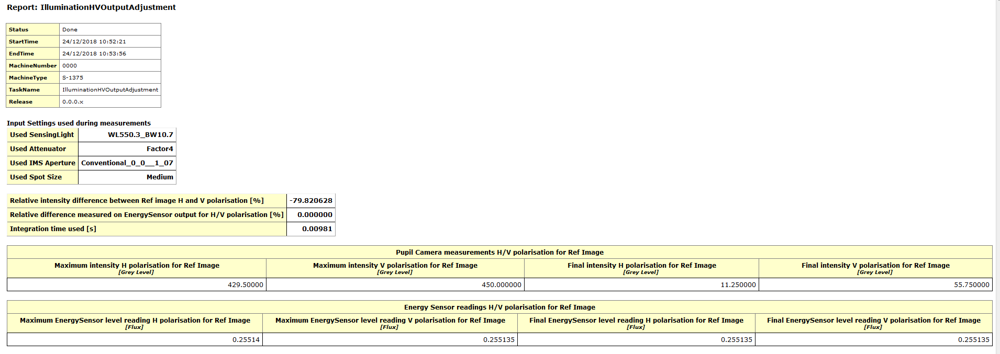 Report: IlluminationHVOutputAdjustment
Status Done
StartTime 24/12/2018 10:52:21
EndTime 24/12/2018 10:53:56
MachineNumber 0000
MachineType S-1375
TaskName IlluminationHVOutputAdjustment
Release 0.0.0.x
Input Settings used during measurements
Used SensingLight WL550.3_BW10.7
Used Attenuator Factor4
Used IMS Aperture Conventional_0_0__1_07
Used Spot Size Medium
Relative intensity difference between Ref image H and V polarisation [%] -79.820628
Relative difference measured on EnergySensor output for H/V polarisation [%] 0.000000
Integration time used [s] 0.00981
Pupil Camera measurements H/V polarisation for Ref Image
Maximum intensity H polarisation for Ref Image Maximum intensity V polarisation for Ref Image Final intensity H polarisation for Ref Image Final intensity V polarisation for Ref Image
[Grey Level] [Grey Level] [Grey Level] [Grey Level]
429.50000 450.000000 11.250000 55.750000
Energy Sensor readings H/V polarisation for Ref Image
Maximum EnergySensor level reading H polarisation for Ref Image Maximum EnergySensor level reading V polarisation for Ref Image Final EnergySensor level reading H polarisation for Ref Image Final EnergySensor level reading V polarisation for Ref Image
[Flux] [Flux] [Flux] [Flux]
0.25514 0.255135 0.255135 0.255135